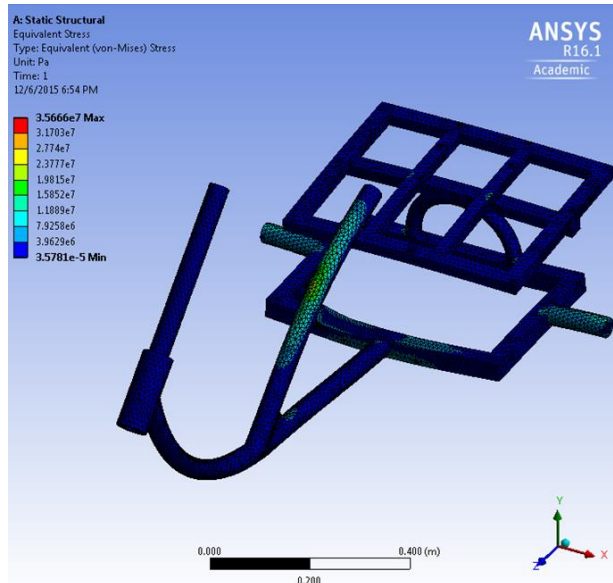 A: Static Structural
Equivalent Stress
Type: Equivalent (von-Mises) Stress
Unit: Pa
Time: 1
12/6/2015 6:54 PM
ANSYS
R16.1
Academic
3.5666e7 Max
3.1703e7
2.774e7
2.3777e7
1.9815e7
1.5852e7
1.1889e7
7.9258e6
3.9629e6
3.5781e-5 Min
0.000
0.400 (m)
0.200
Y
X
Z